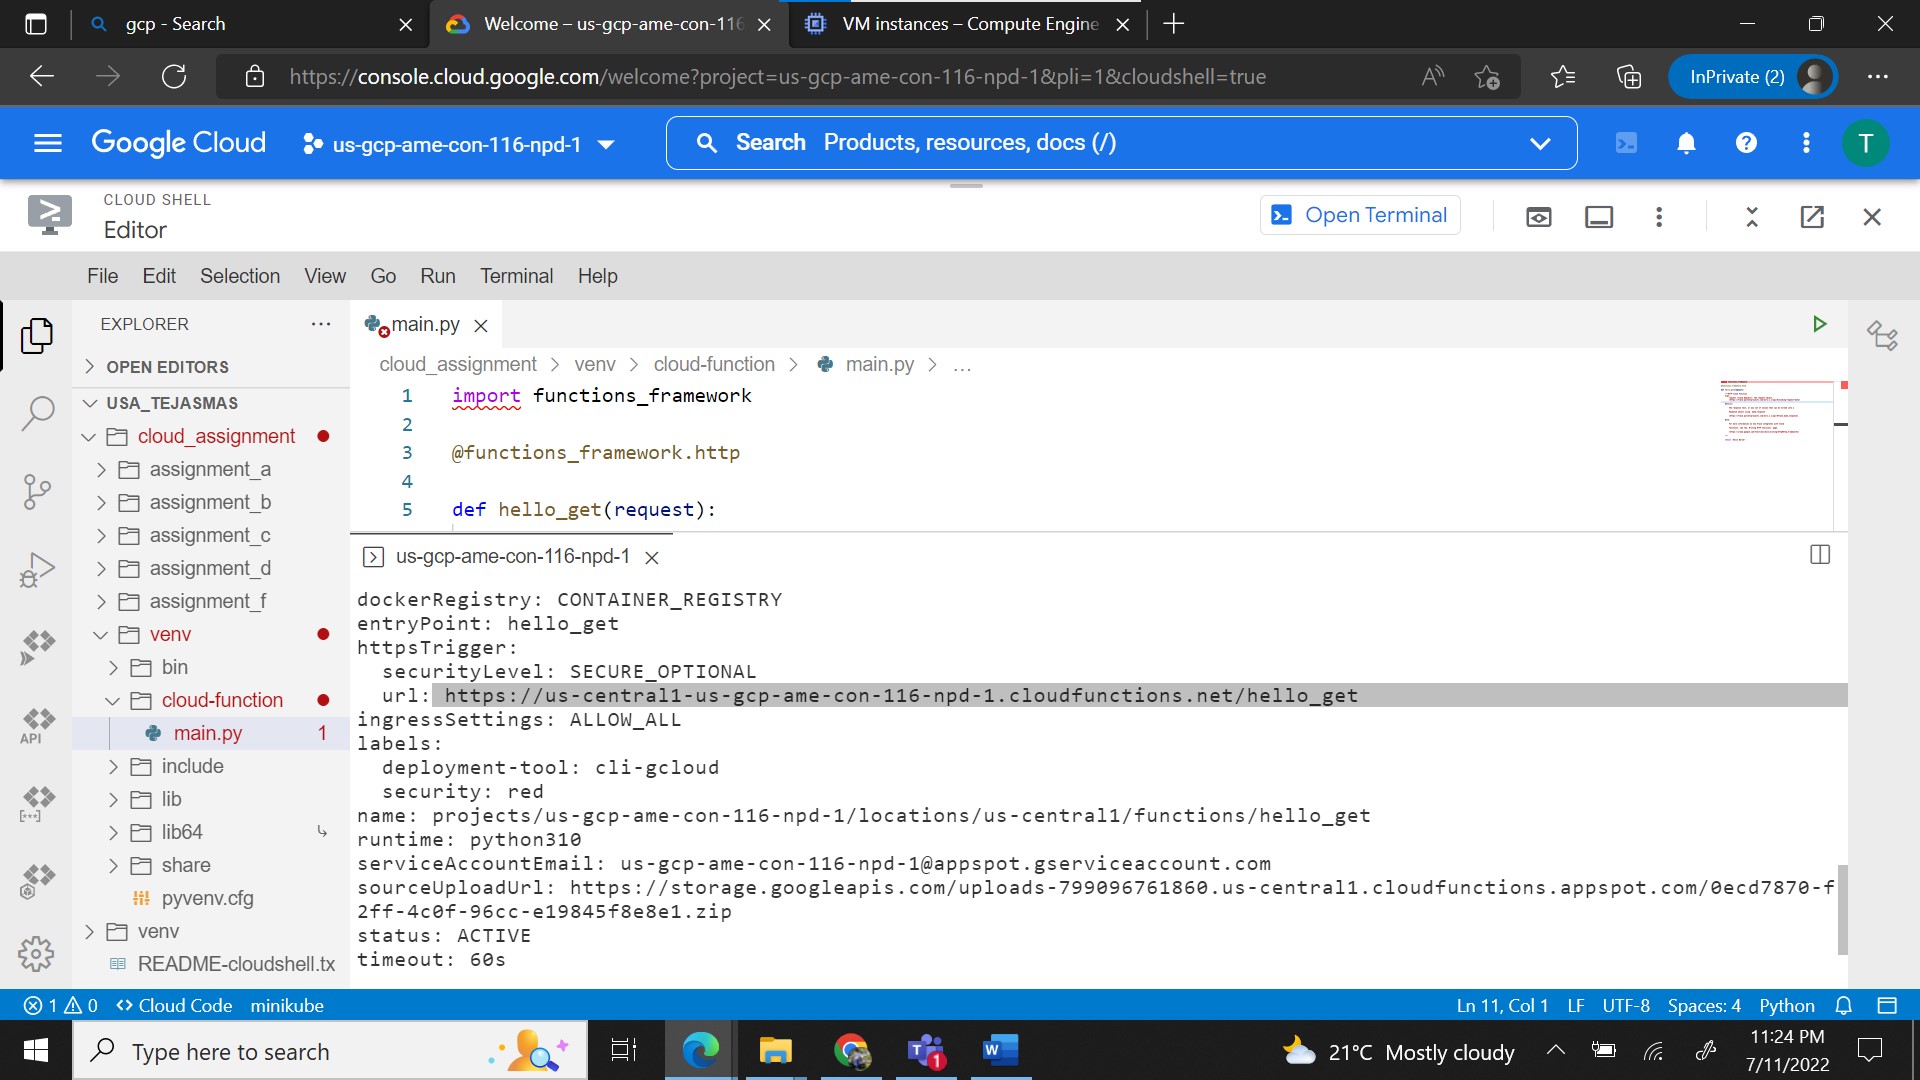 gcp - Search
Welcome – us-gcp-ame-con-116
VM instances – Compute Engine
https://console.cloud.google.com/welcome?project=us-gcp-ame-con-116-npd-1&pli=1&cloudshell=true
InPrivate (2)
Google Cloud
us-gcp-ame-con-116-npd-1
Search Products, resources, docs (/)
T
CLOUD SHELL
Editor
Open Terminal
File Edit Selection View Go Run Terminal Help
EXPLORER
OPEN EDITORS
USA_TEJASMAS
cloud_assignment
assignment_a
assignment_b
assignment_c
assignment_d
assignment_f
venv
bin
cloud-function
main.py 1
include
lib
lib64
share
pyvenv.cfg
venv
README-cloudshell.tx
API
main.py
cloud_assignment > venv > cloud-function > main.py > ...
1 import functions_framework
2
3 @functions_framework.http
4
5 def hello_get(request):
us-gcp-ame-con-116-npd-1
dockerRegistry: CONTAINER_REGISTRY
entryPoint: hello_get
httpsTrigger:
securityLevel: SECURE_OPTIONAL
url: https://us-central1-us-gcp-ame-con-116-npd-1.cloudfunctions.net/hello_get
ingressSettings: ALLOW_ALL
labels:
deployment-tool: cli-gcloud
security: red
name: projects/us-gcp-ame-con-116-npd-1/locations/us-central1/functions/hello_get
runtime: python310
serviceAccountEmail: us-gcp-ame-con-116-npd-1@appspot.gserviceaccount.com
sourceUploadUrl: https://storage.googleapis.com/uploads-799096761860.us-central1.cloudfunctions.appspot.com/0ecd7870-f
2ff-4c0f-96cc-e19845f8e8e1.zip
status: ACTIVE
timeout: 60s
1 0 Cloud Code minikube
Ln 11, Col 1 LF UTF-8 Spaces: 4 Python
Type here to search
21°C Mostly cloudy
11:24 PM
7/11/2022